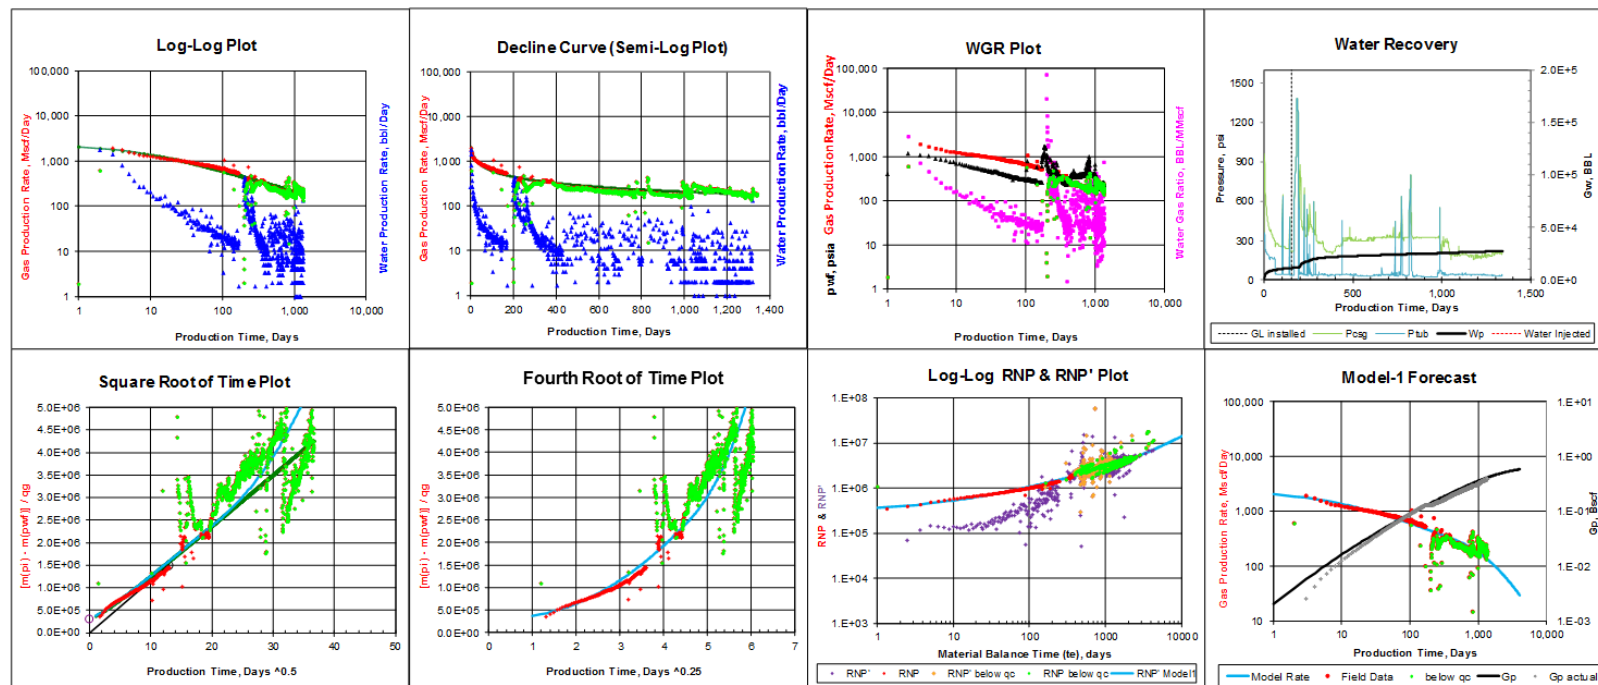 Log-Log Plot
Gas Production Rate, Mscf/Day
100,000
10,000
1,000
100
10
1
1
10
100
1,000
10,000
Water Production Rate, bbl/Day
Production Time, Days
Decline Curve (Semi-Log Plot)
Gas Production Rate, Mscf/Day
100,000
10,000
1,000
100
10
1
0
200
400
600
800
1,000
1,200
1,400
Water Production Rate, bbl/Day
Production Time, Days
WGR Plot
pwf, psia Gas Production Rate, Mscf/Day
100,000
10,000
1,000
100
10
1
1
10
100
1,000
10,000
Water Gas Ratio, BBL/MMscf
Production Time, Days
Water Recovery
Pressure, psi
1500
1200
900
600
300
0
0
500
1,000
1,500
2.0E+5
1.5E+5
1.0E+5
5.0E+4
0.0E+0
Gw, BBL
Production Time, Days
GL installed
Pcsg
Ptub
Wp
Water Injected
Square Root of Time Plot
[m(pi) - m(pwf)] / qg
5.0E+06
4.5E+06
4.0E+06
3.5E+06
3.0E+06
2.5E+06
2.0E+06
1.5E+06
1.0E+06
5.0E+05
0.0E+00
0
10
20
30
40
50
Production Time, Days ^0.5
Fourth Root of Time Plot
[m(pi) - m(pwf)] / qg
5.0E+06
4.5E+06
4.0E+06
3.5E+06
3.0E+06
2.5E+06
2.0E+06
1.5E+06
1.0E+06
5.0E+05
0.0E+00
0
1
2
3
4
5
6
7
Production Time, Days ^0.25
Log-Log RNP & RNP' Plot
RNP & RNP'
1.E+08
1.E+07
1.E+06
1.E+05
1.E+04
1.E+03
1
10
100
1000
10000
Material Balance Time (te), days
RNP'
RNP
RNP' below qc
RNP below qc
RNP' Model1
Model-1 Forecast
Gas Production Rate, Mscf/Day
100,000
10,000
1,000
100
10
1
10
100
1,000
10,000
1.E+01
1.E+00
1.E-01
1.E-02
1.E-03
Gp, Bscf
Production Time, Days
Model Rate
Field Data
below qc
Gp
Gp actual